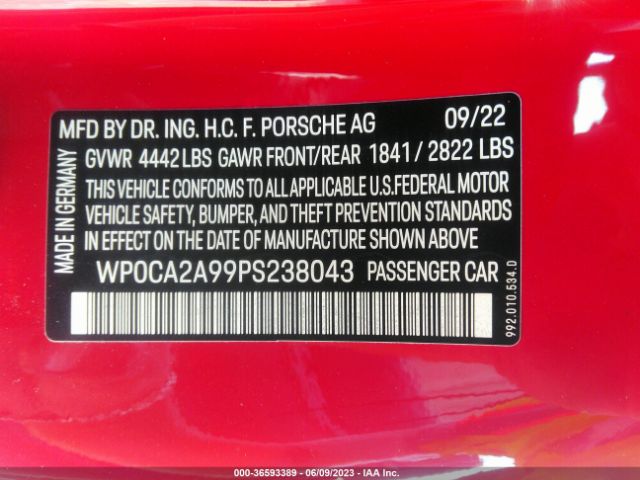 MFD BY DR. ING. H.C. F. PORSCHE AG 09/22
GVWR 4442 LBS GAWR FRONT/REAR 1841 / 2822 LBS
THIS VEHICLE CONFORMS TO ALL APPLICABLE U.S.FEDERAL MOTOR
VEHICLE SAFETY, BUMPER, AND THEFT PREVENTION STANDARDS
IN EFFECT ON THE DATE OF MANUFACTURE SHOWN ABOVE.
WP0CA2A99PS238043 PASSENGER CAR
MADE IN GERMANY
992.010.534.D
000-36593389 - 06/09/2023 - IAA Inc.